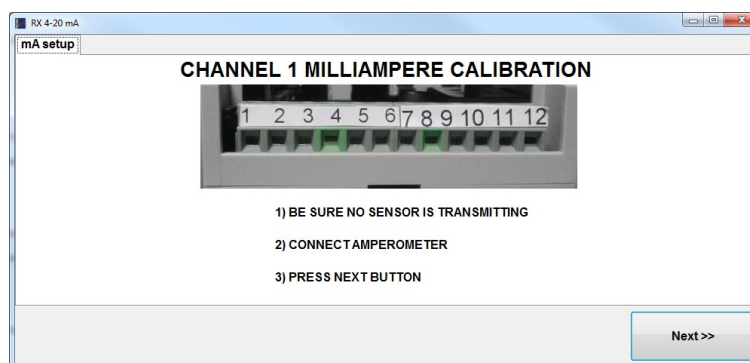 RX 4-20 mA
mA setup
CHANNEL 1 MILLIAMPERE CALIBRATION
1 2 3 4 5 6 7 8 9 10 11 12
1) BE SURE NO SENSOR IS TRANSMITTING
2) CONNECT AMPEROMETER
3) PRESS NEXT BUTTON
Next >>